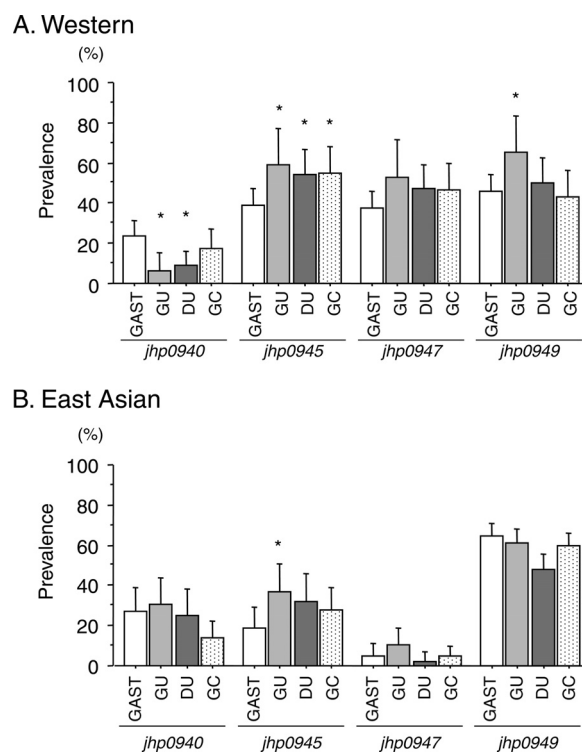 A. Western
(%)
100
80
60
40
20
0
Prevalence
* * * * * *
GAST GU DU GC GAST GU DU GC GAST GU DU GC GAST GU DU GC
jhp0940 jhp0945 jhp0947 jhp0949
B. East Asian
(%)
100
80
60
40
20
0
Prevalence
*
GAST GU DU GC GAST GU DU GC GAST GU DU GC GAST GU DU GC
jhp0940 jhp0945 jhp0947 jhp0949